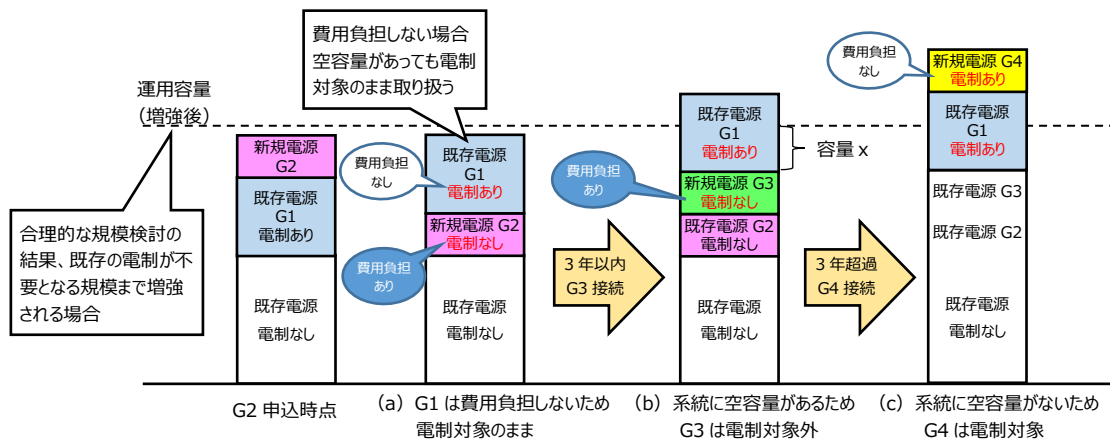 費用負担しない場合
空容量があっても電制
対象のまま取り扱う
運用容量
（増強後）
合理的な規模検討の
結果、既存の電制が不
要となる規模まで増強
される場合
新規電源
G2
既存電源
G1
電制あり
既存電源
電制なし
G2 申込時点
費用負担
なし
費用負担
あり
既存電源
G1
電制あり
新規電源 G2
電制なし
既存電源
電制なし
（a）G1 は費用負担しないため
電制対象のまま
３年以内
G3 接続
費用負担
あり
既存電源
G1
電制あり
容量 x
新規電源 G3
電制なし
既存電源 G2
電制なし
既存電源
電制なし
（b）系統に空容量があるため
G3 は電制対象外
３年超過
G4 接続
費用負担
なし
新規電源 G4
電制あり
既存電源
G1
電制あり
既存電源 G3
既存電源 G2
既存電源
電制なし
（c）系統に空容量がないため
G4 は電制対象